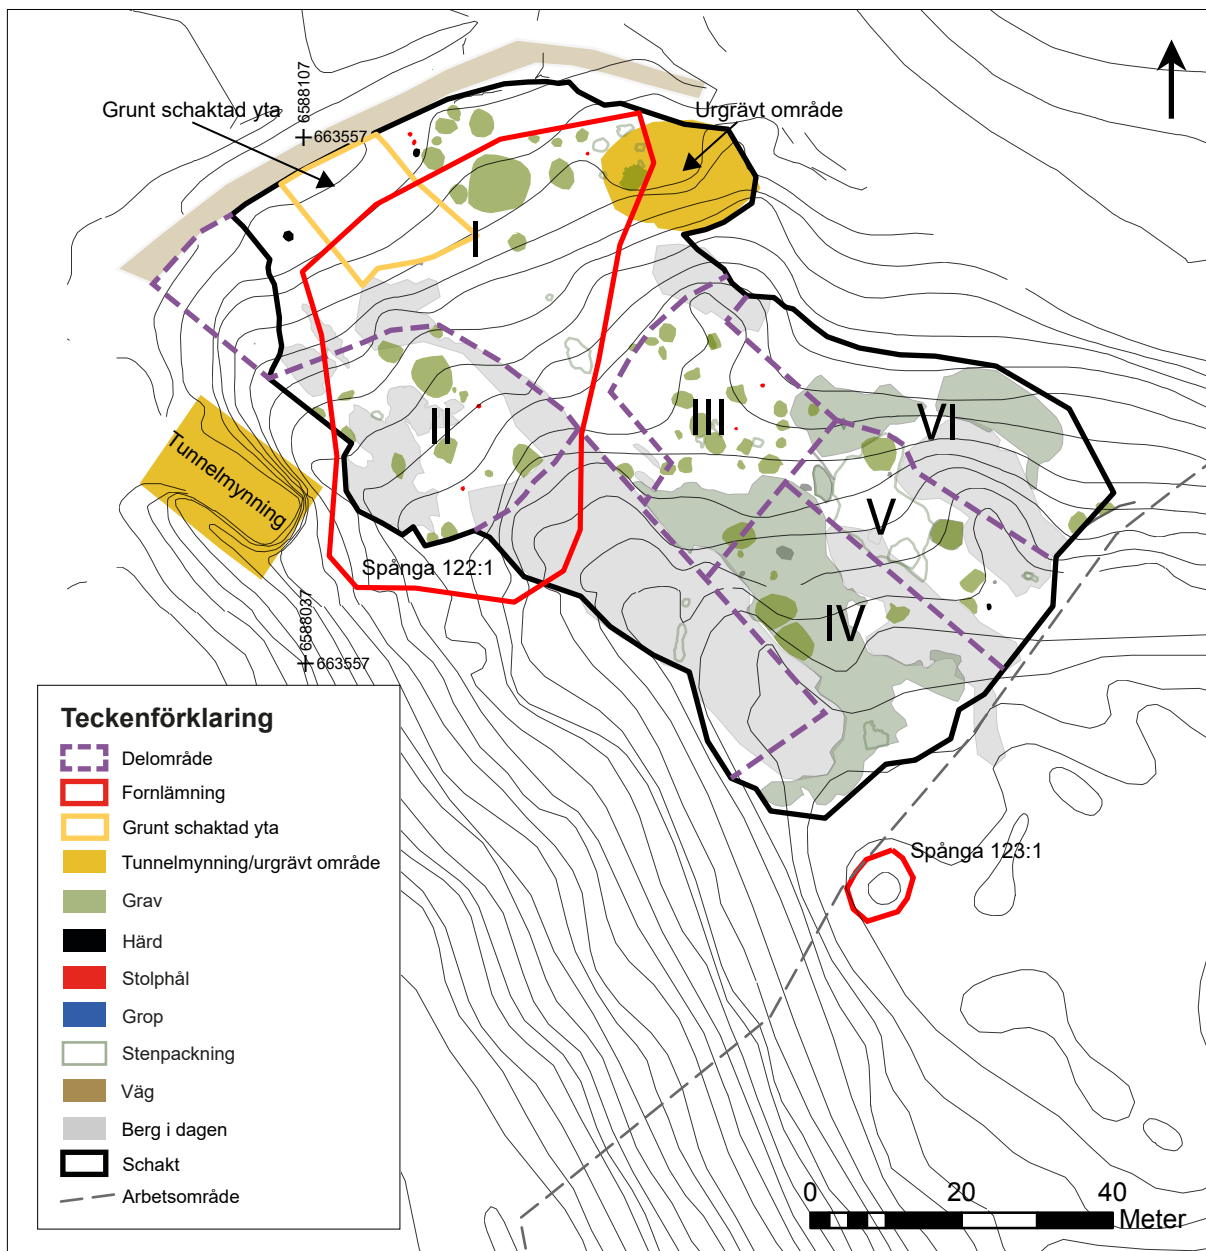 6588107
Grunt schaktad yta
Urgrävt område
663557
I
II
III
VI
V
IV
Tunnelmynning
Spånga 122:1
6588037
663557
Spånga 123:1
Teckenförklaring
Delområde
Fornlämning
Grunt schaktad yta
Tunnelmynning/urgrävt område
Grav
Härd
Stolphål
Grop
Stenpackning
Väg
Berg i dagen
Schakt
Arbetsområde
0 20 40
Meter